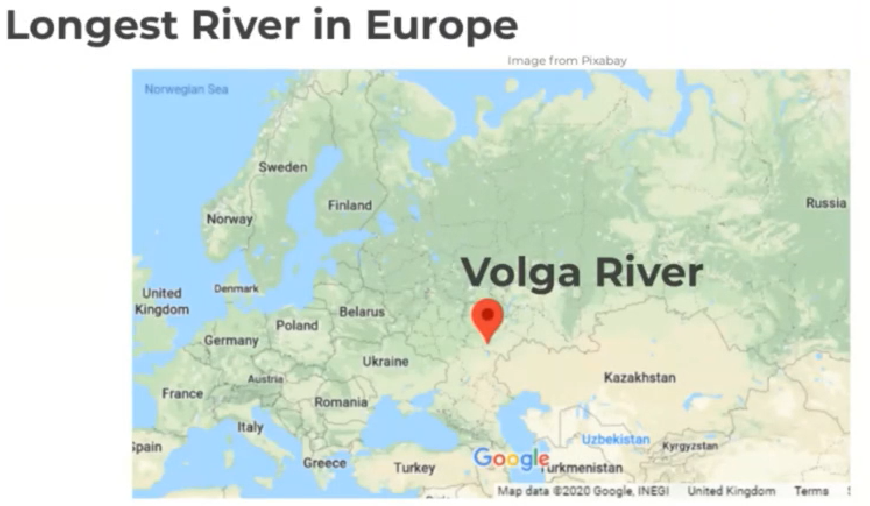 Longest River in Europe
Image from Pixabay
Norwegian Sea
Sweden
Finland
Norway
Russia
Volga River
United
Kingdom
Denmark
Belarus
Poland
Germany
Ukraine
Kazakhstan
Austria
France
Romania
Italy
Uzbekistan
Kyrgyzstan
Spain
Greece
Turkey
Google
urkmenistan
Map data ©2020 Google, INEGI United Kingdom Terms